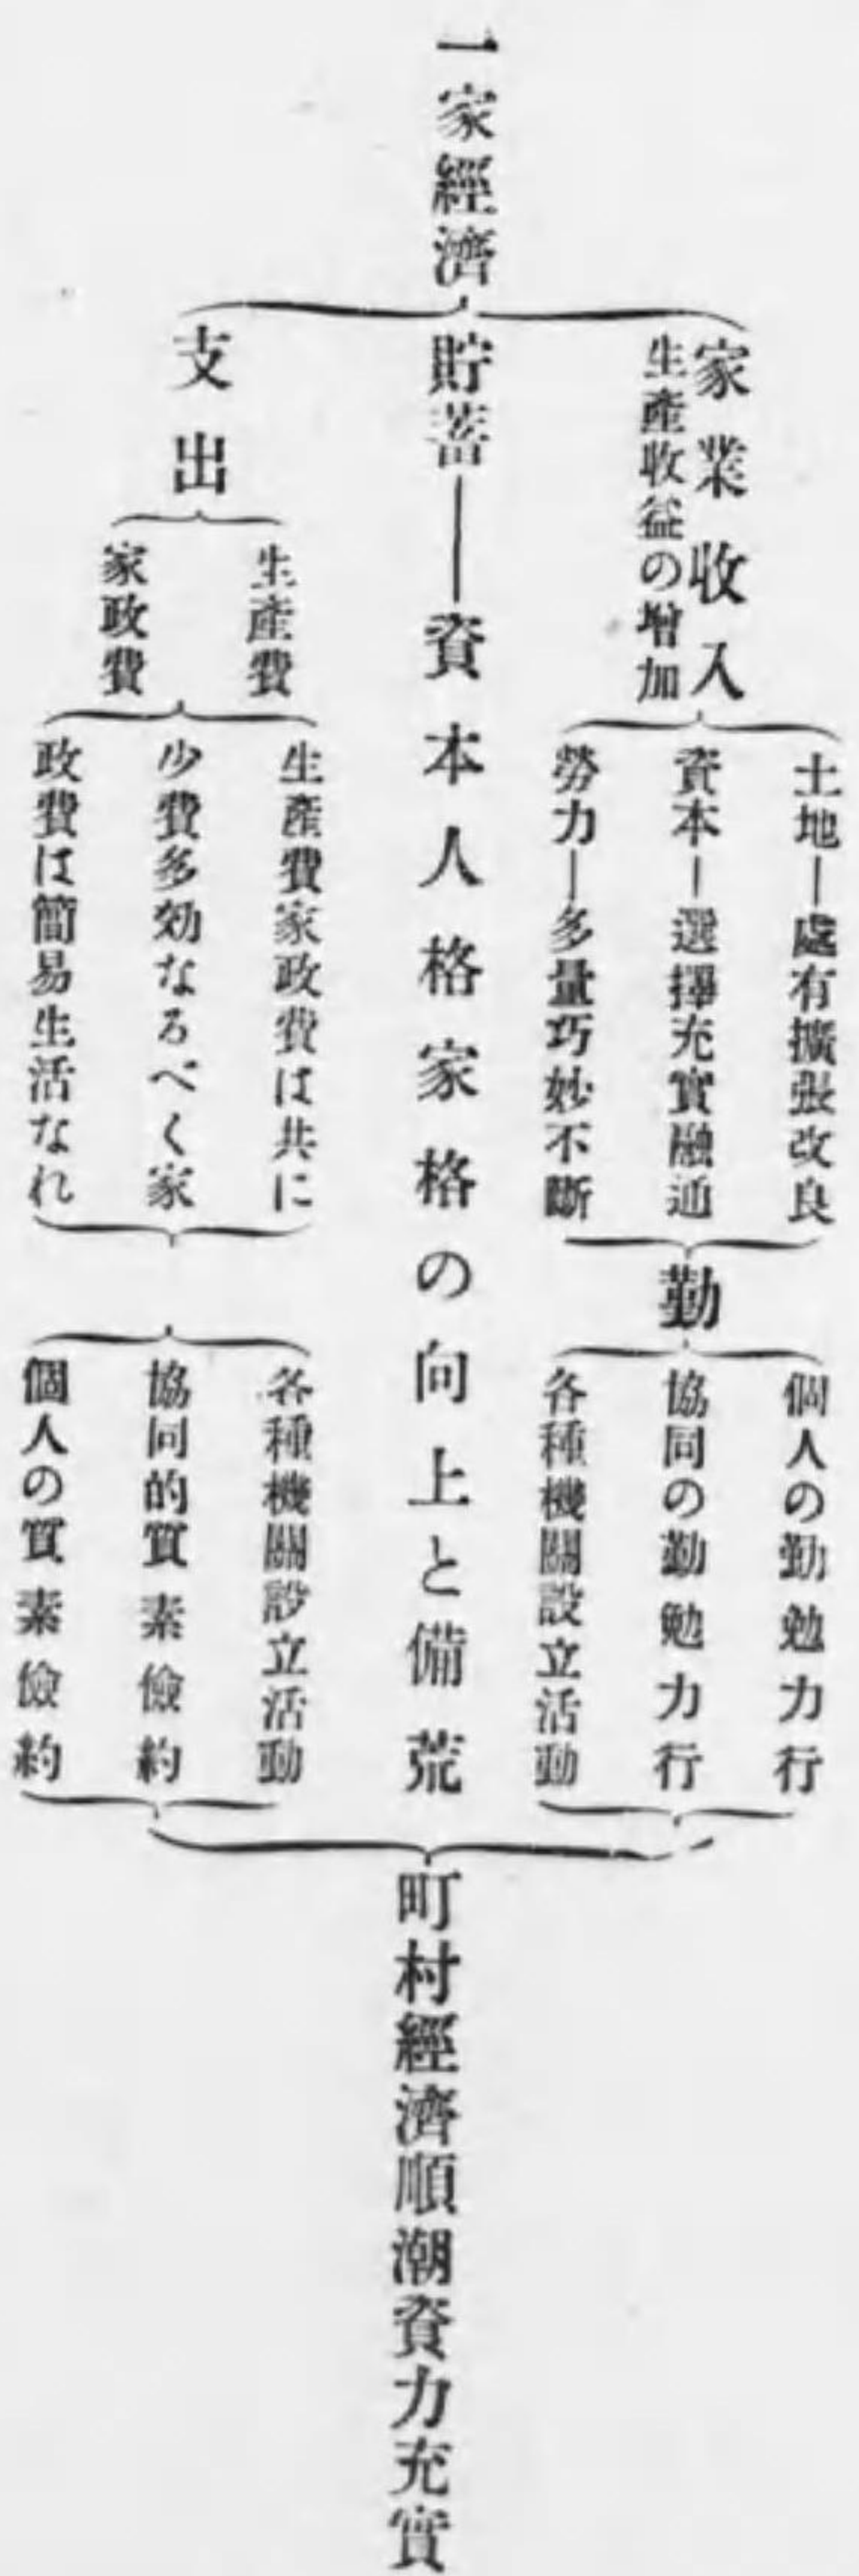 一家經濟
家業收入
生産收益の增加
土地―處有擴張改良
資本―選擇充實融通
勞力―多量巧妙不斷
勤
個人の勤勉力行
協同の勤勉力行
各種機關設立活動
貯蓄―資本人格家格の向上と備荒
支出
生産費
家政費
生産費家政費は共に
少費多効なるべく家
政費は簡易生活なれ
各種機關設立活動
協同的質素儉約
個人の質素儉約
町村經濟順潮資力充實